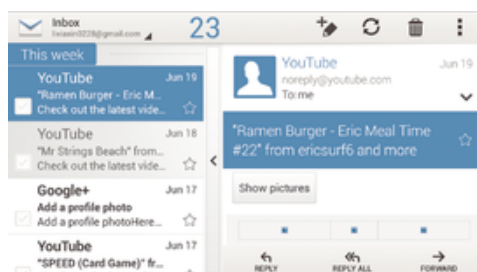 Inbox
23
This week
YouTube
Jun 19
"Ramen Burger - Eric M...
Check out the latest vide...
YouTube
Jun 18
"Mr Strings Beach" from...
Check out the latest vide...
Google+
Jun 17
Add a profile photo
Add a profile photoHere...
YouTube
Jun 17
"SPEED (Card Game)" fr...
YouTube
Jun 19
noreply@youtube.com
To: me
"Ramen Burger - Eric Meal Time
#22" from ericsurf6 and more
Show pictures
REPLY
REPLY ALL
FORWARD